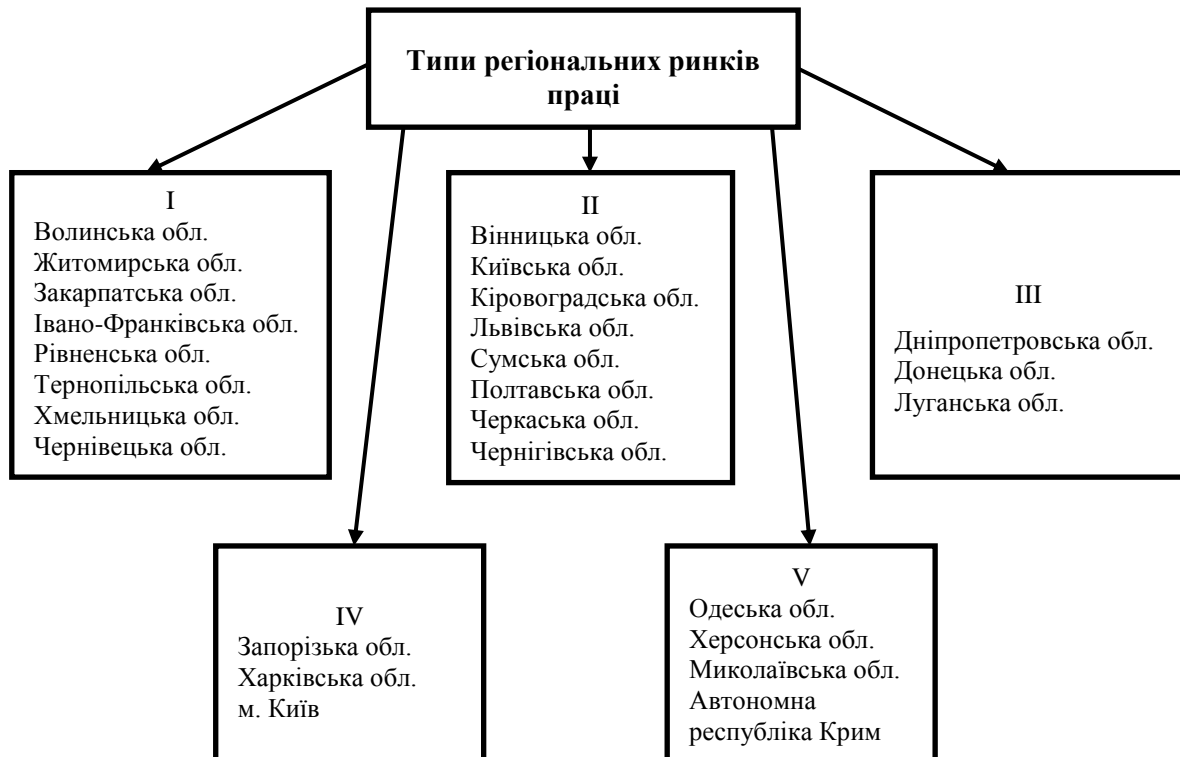 Типи регіональних ринків
праці
I
Волинська обл.
Житомирська обл.
Закарпатська обл.
Івано-Франківська обл.
Рівненська обл.
Тернопільська обл.
Хмельницька обл.
Чернівецька обл.
II
Вінницька обл.
Київська обл.
Кіровоградська обл.
Львівська обл.
Сумська обл.
Полтавська обл.
Черкаська обл.
Чернігівська обл.
III
Дніпропетровська обл.
Донецька обл.
Луганська обл.
IV
Запорізька обл.
Харківська обл.
м. Київ
V
Одеська обл.
Херсонська обл.
Миколаївська обл.
Автономна
республіка Крим